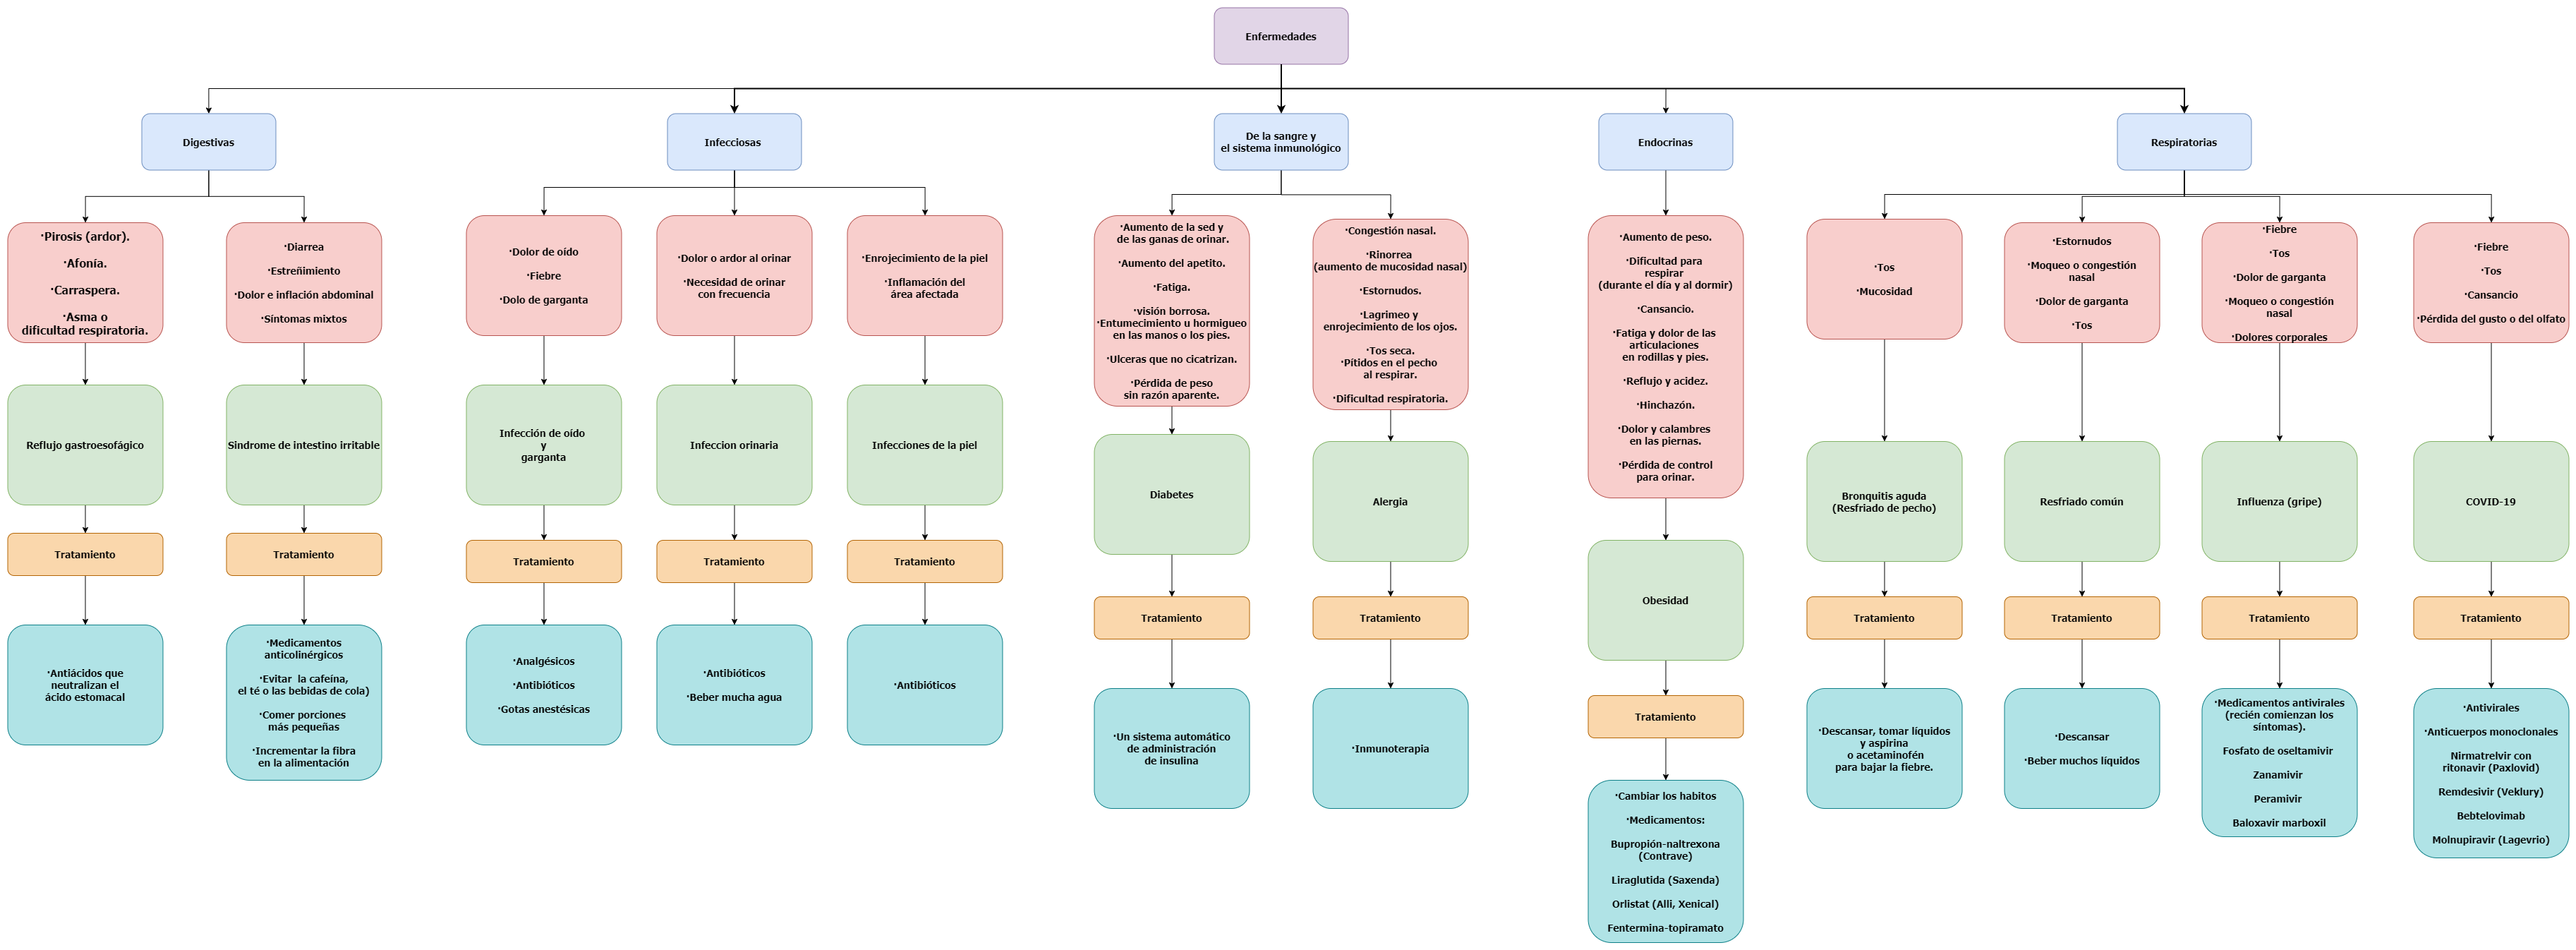 Enfermedades
Digestivas
Infecciosas
De la sangre y
el sistema inmunológico
Endocrinas
Respiratorias
·Pirosis (ardor).
·Afonía.
·Carraspera.
·Asma o
dificultad respiratoria.
·Diarrea
·Estreñimiento
·Dolor e inflación abdominal
·Síntomas mixtos
·Dolor de oído
·Fiebre
·Dolo de garganta
·Dolor o ardor al orinar
·Necesidad de orinar
con frecuencia
·Enrojecimiento de la piel
·Inflamación del
área afectada
·Aumento de la sed y
de las ganas de orinar.
·Aumento del apetito.
·Fatiga.
·visión borrosa.
·Entumecimiento u hormigueo
en las manos o los pies.
·Ulceras que no cicatrizan.
·Pérdida de peso
sin razón aparente.
·Congestión nasal.
·Rinorrea
(aumento de mucosidad nasal)
·Estornudos.
·Lagrimeo y
enrojecimiento de los ojos.
·Tos seca.
·Pítidos en el pecho
al respirar.
·Dificultad respiratoria.
·Aumento de peso.
·Dificultad para
respirar
(durante el día y al dormir)
·Cansancio.
·Fatiga y dolor de las
articulaciones
en rodillas y pies.
·Reflujo y acidez.
·Hinchazón.
·Dolor y calambres
en las piernas.
·Pérdida de control
para orinar.
·Tos
·Mucosidad
·Estornudos
·Moqueo o congestión
nasal
·Dolor de garganta
·Tos
·Fiebre
·Tos
·Dolor de garganta
·Moqueo o congestión
nasal
·Dolores corporales
·Fiebre
·Tos
·Cansancio
·Pérdida del gusto o del olfato
Reflujo gastroesofágico
Sindrome de intestino irritable
Infección de oído
y
garganta
Infeccion orinaria
Infecciones de la piel
Diabetes
Alergia
Obesidad
Bronquitis aguda
(Resfriado de pecho)
Resfriado común
Influenza (gripe)
COVID-19
Tratamiento
Tratamiento
Tratamiento
Tratamiento
Tratamiento
Tratamiento
Tratamiento
Tratamiento
Tratamiento
Tratamiento
Tratamiento
Tratamiento
·Antiácidos que
neutralizan el
ácido estomacal
·Medicamentos
anticolinérgicos
·Evitar  la cafeína,
el té o las bebidas de cola)
·Comer porciones
más pequeñas
·Incrementar la fibra
en la alimentación
·Analgésicos
·Antibióticos
·Gotas anestésicas
·Antibióticos
·Beber mucha agua
·Antibióticos
·Un sistema automático
de administración
de insulina
·Inmunoterapia
·Cambiar los habitos
·Medicamentos:
Bupropión-naltrexona
(Contrave)
Liraglutida (Saxenda)
Orlistat (Alli, Xenical)
Fentermina-topiramato
·Descansar, tomar líquidos
y aspirina
o acetaminofén
para bajar la fiebre.
·Descansar
·Beber muchos líquidos
·Medicamentos antivirales
(recién comienzan los
síntomas).
Fosfato de oseltamivir
Zanamivir
Peramivir
Baloxavir marboxil
·Antivirales
·Anticuerpos monoclonales
Nirmatrelvir con
ritonavir (Paxlovid)
Remdesivir (Veklury)
Bebtelovimab
Molnupiravir (Lagevrio)